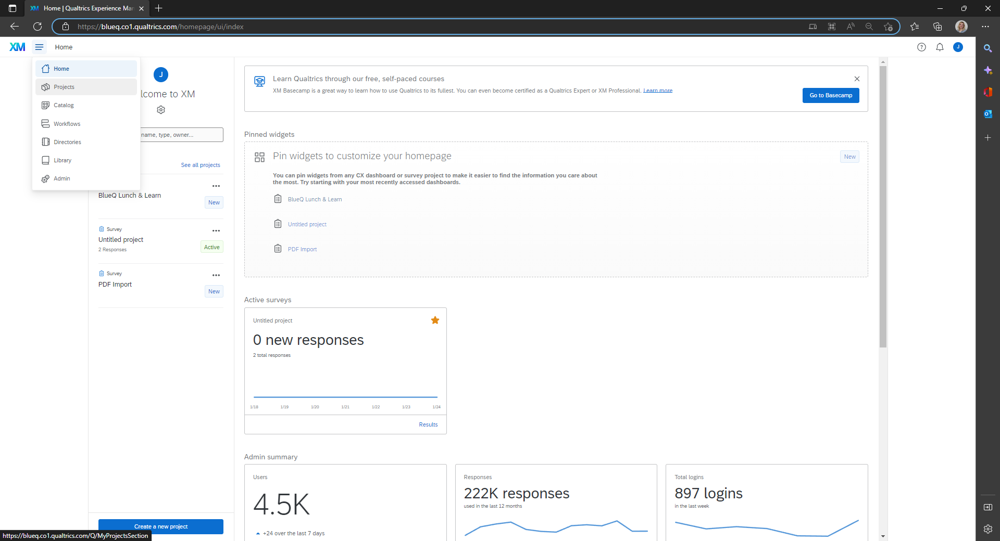 Home | Qualtrics Experience Mar
https://blueq.co1.qualtrics.com/homepage/ui/index
XM
Home
J
Home
Projects
Catalog
Workflows
Directories
Library
Admin
J
lcome to XM
name, type, owner...
See all projects
BlueQ Lunch & Learn
New
Survey
Untitled project
2 Responses
Active
Survey
PDF Import
New
Create a new project
https://blueq.co1.qualtrics.com/Q/MyProjectsSection
Learn Qualtrics through our free, self-paced courses
XM Basecamp is a great way to learn how to use Qualtrics to its fullest. You can even become certified as a Qualtrics Expert or XM Professional. Learn more
Go to Basecamp
Pinned widgets
Pin widgets to customize your homepage
New
You can pin widgets from any CX dashboard or survey project to make it easier to find the information you care about
the most. Try starting with your most recently accessed dashboards.
BlueQ Lunch & Learn
Untitled project
PDF Import
Active surveys
Untitled project
0 new responses
2 total responses
1/18 1/19 1/20 1/21 1/22 1/23 1/24
Results
Admin summary
Users
4.5K
+24 over the last 7 days
Responses
222K responses
used in the last 12 months
Total logins
897 logins
in the last week